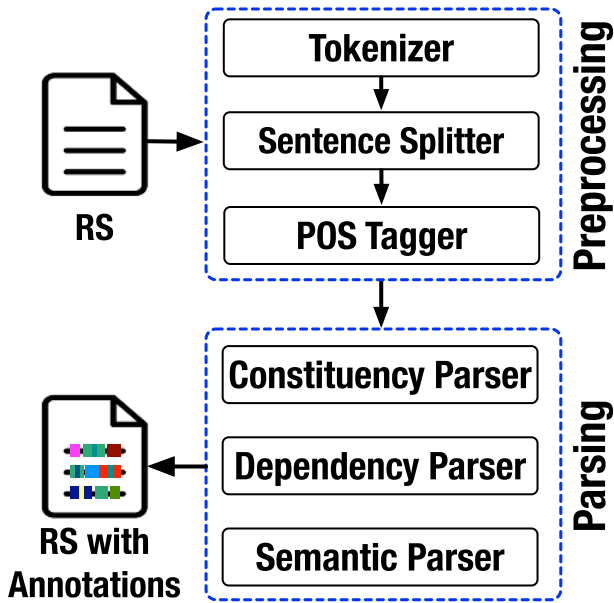 Tokenizer
Sentence Splitter
POS Tagger
Preprocessing
RS
Constituency Parser
Dependency Parser
Semantic Parser
Parsing
RS with
Annotations